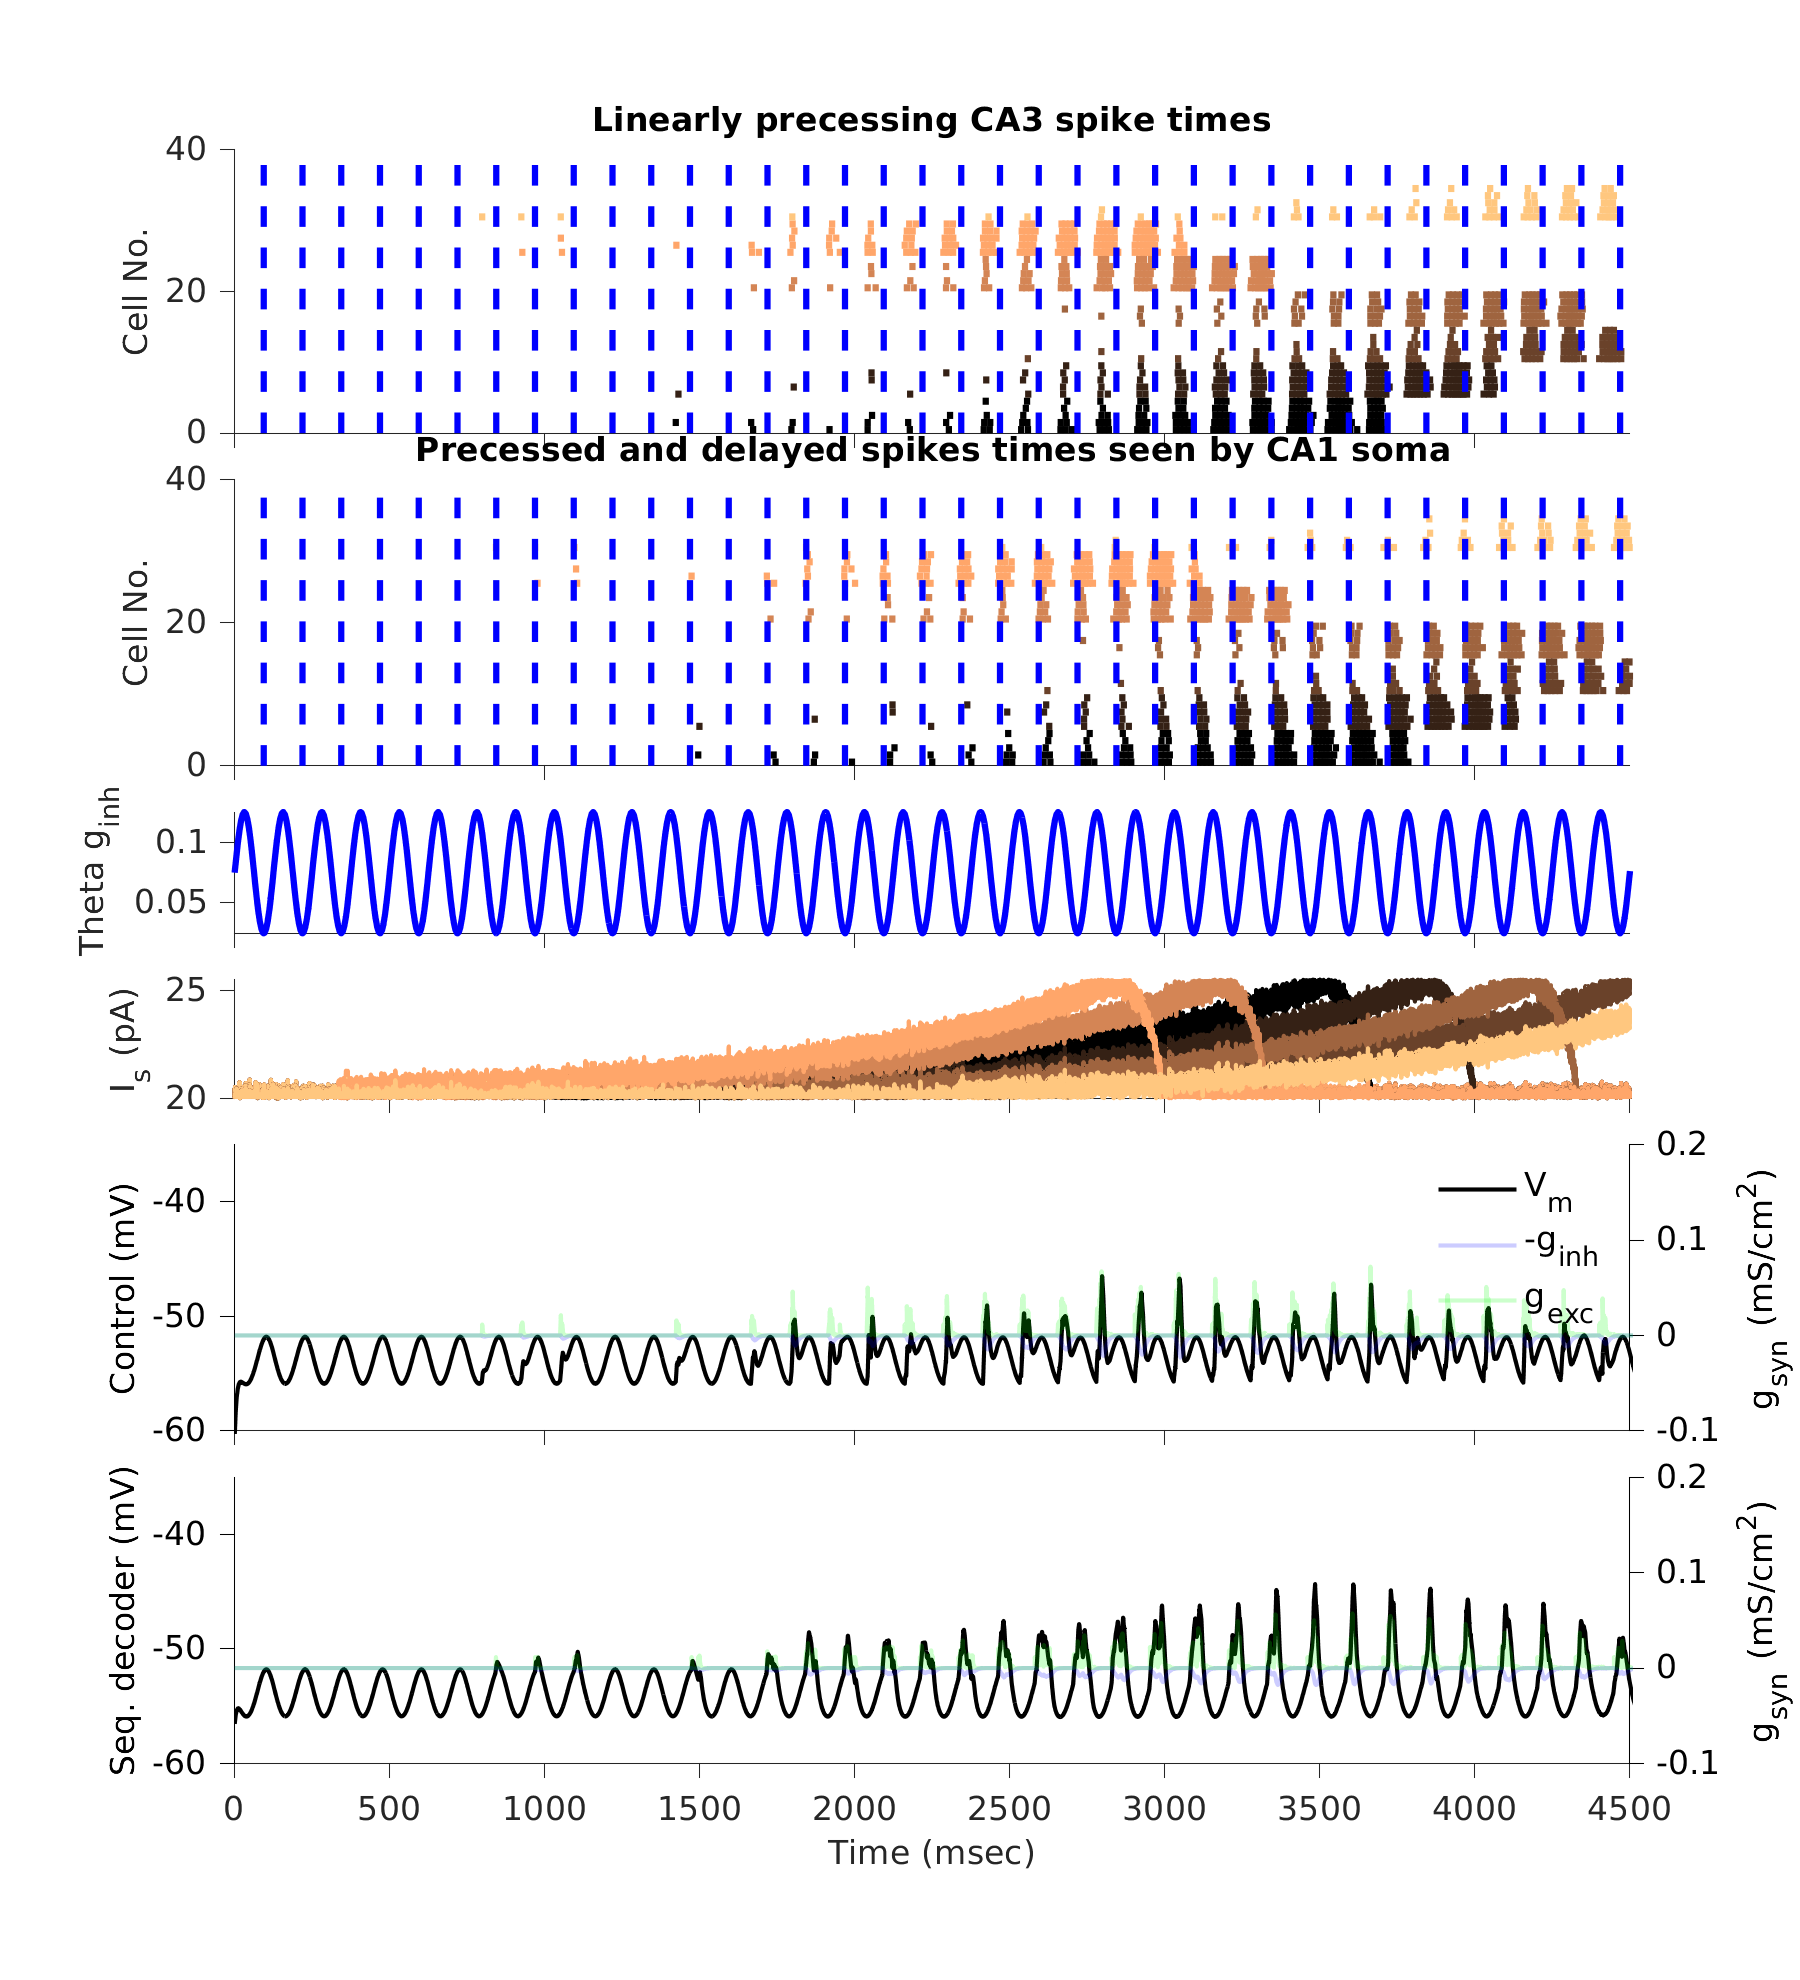 Linearly precessing CA3 spike times
40
20
0
Cell No.
Precessed and delayed spikes times seen by CA1 soma
40
20
0
Cell No.
0.1
0.05
Theta g_inh
25
20
I_s (pA)
-40
-50
-60
Control (mV)
V_m
-g_inh
g_exc
0.2
0.1
0
-0.1
g_syn (mS/cm^2)
-40
-50
-60
Seq. decoder (mV)
0.2
0.1
0
-0.1
g_syn (mS/cm^2)
0 500 1000 1500 2000 2500 3000 3500 4000 4500
Time (msec)